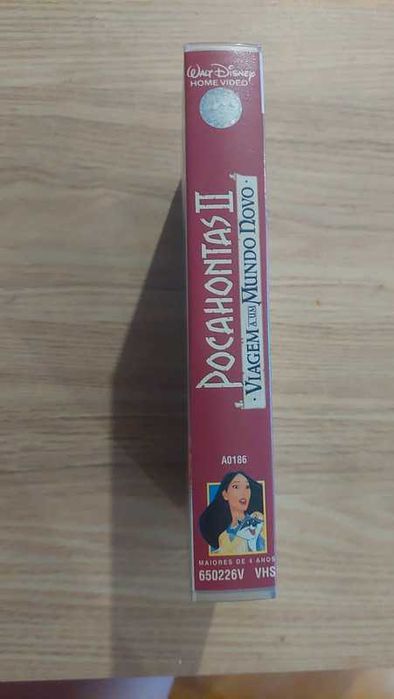 WALT DISNEY
HOME VIDEO
POCAHONTAS II
· VIAGEM A UM MUNDO NOVO ·
A0186
MAIORES DE 4 ANOS
650226V VHS